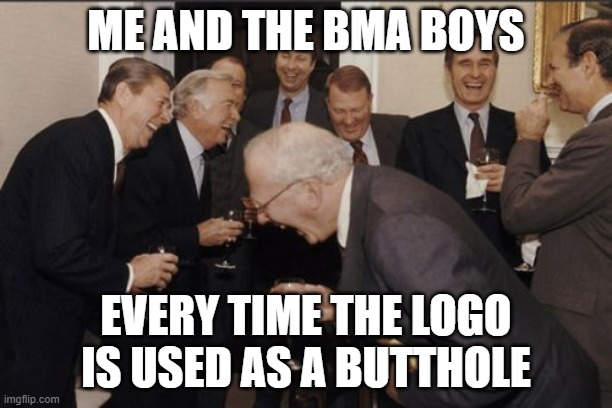 ME AND THE BMA BOYS
EVERY TIME THE LOGO
IS USED AS A BUTTHOLE
imgflip.com